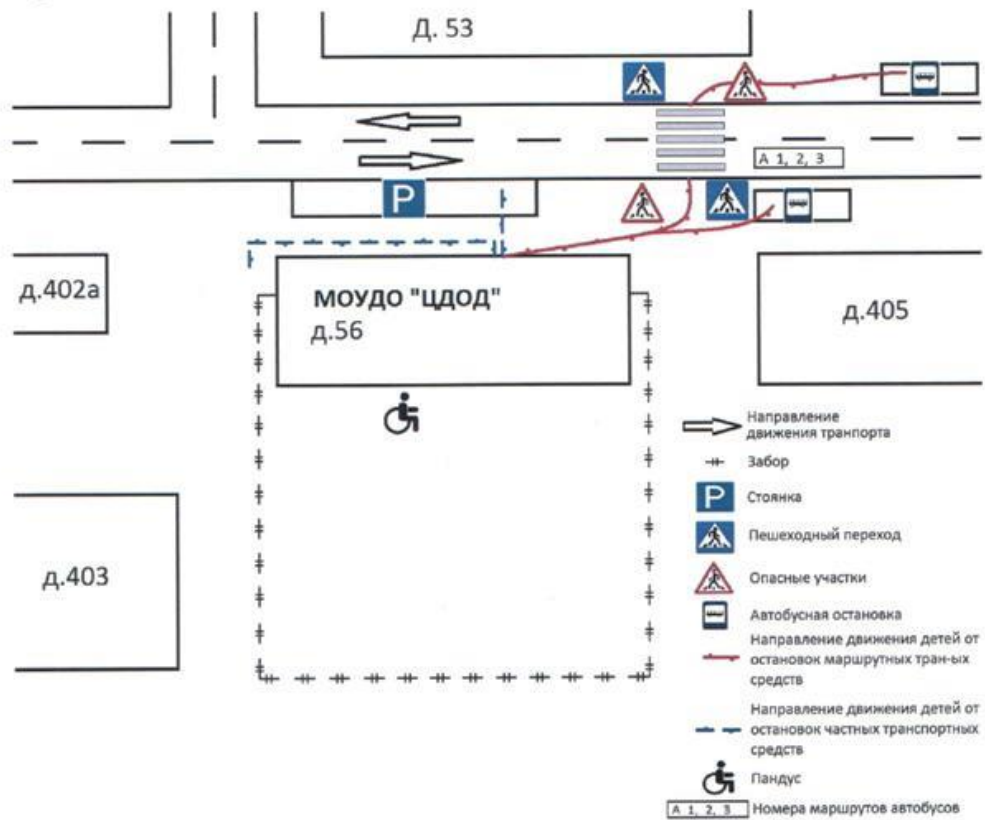 Д. 53
А 1, 2, 3
P
д.402а
МОУДО "ЦДОД"
д.56
д.405
д.403
Направление
движения транпорта
Забор
P
Стоянка
Пешеходный переход
Опасные участки
Автобусная остановка
Направление движения детей от
остановок маршрутных тран-ых
средств
Направление движения детей от
остановок частных транспортных
средств
Пандус
А 1, 2, 3 Номера маршрутов автобусов